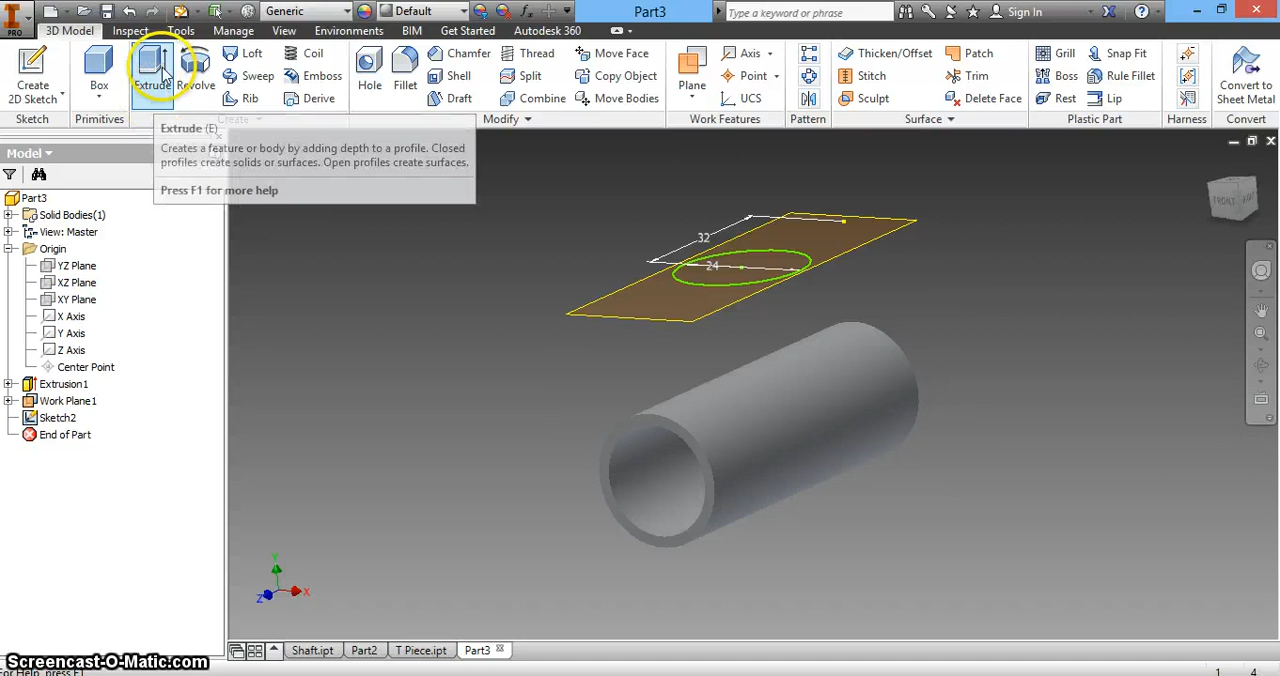 Generic Default Part3 Type a keyword or phrase Sign In
PRO 3D Model Inspect Tools Manage View Environments BIM Get Started Autodesk 360
Create 2D Sketch Box Extrude Revolve Loft Sweep Rib Coil Emboss Derive Hole Fillet Chamfer Shell Draft Thread Split Combine Move Face Copy Object Move Bodies Plane Axis Point UCS Thicken/Offset Stitch Sculpt Patch Trim Delete Face Grill Boss Rest Snap Fit Rule Fillet Lip Convert to Sheet Metal
Sketch Primitives Create Modify Work Features Pattern Surface Plastic Part Harness Convert
Extrude (E)
Creates a feature or body by adding depth to a profile. Closed
profiles create solids or surfaces. Open profiles create surfaces.
Press F1 for more help
Model
Part3
Solid Bodies(1)
View: Master
Origin
YZ Plane
XZ Plane
XY Plane
X Axis
Y Axis
Z Axis
Center Point
Extrusion1
Work Plane1
Sketch2
End of Part
32
24
FRONT
Y
X
Z
Shaft.ipt Part2 T Piece.ipt Part3
Screencast-O-Matic.com
For Help, press F1 1 4